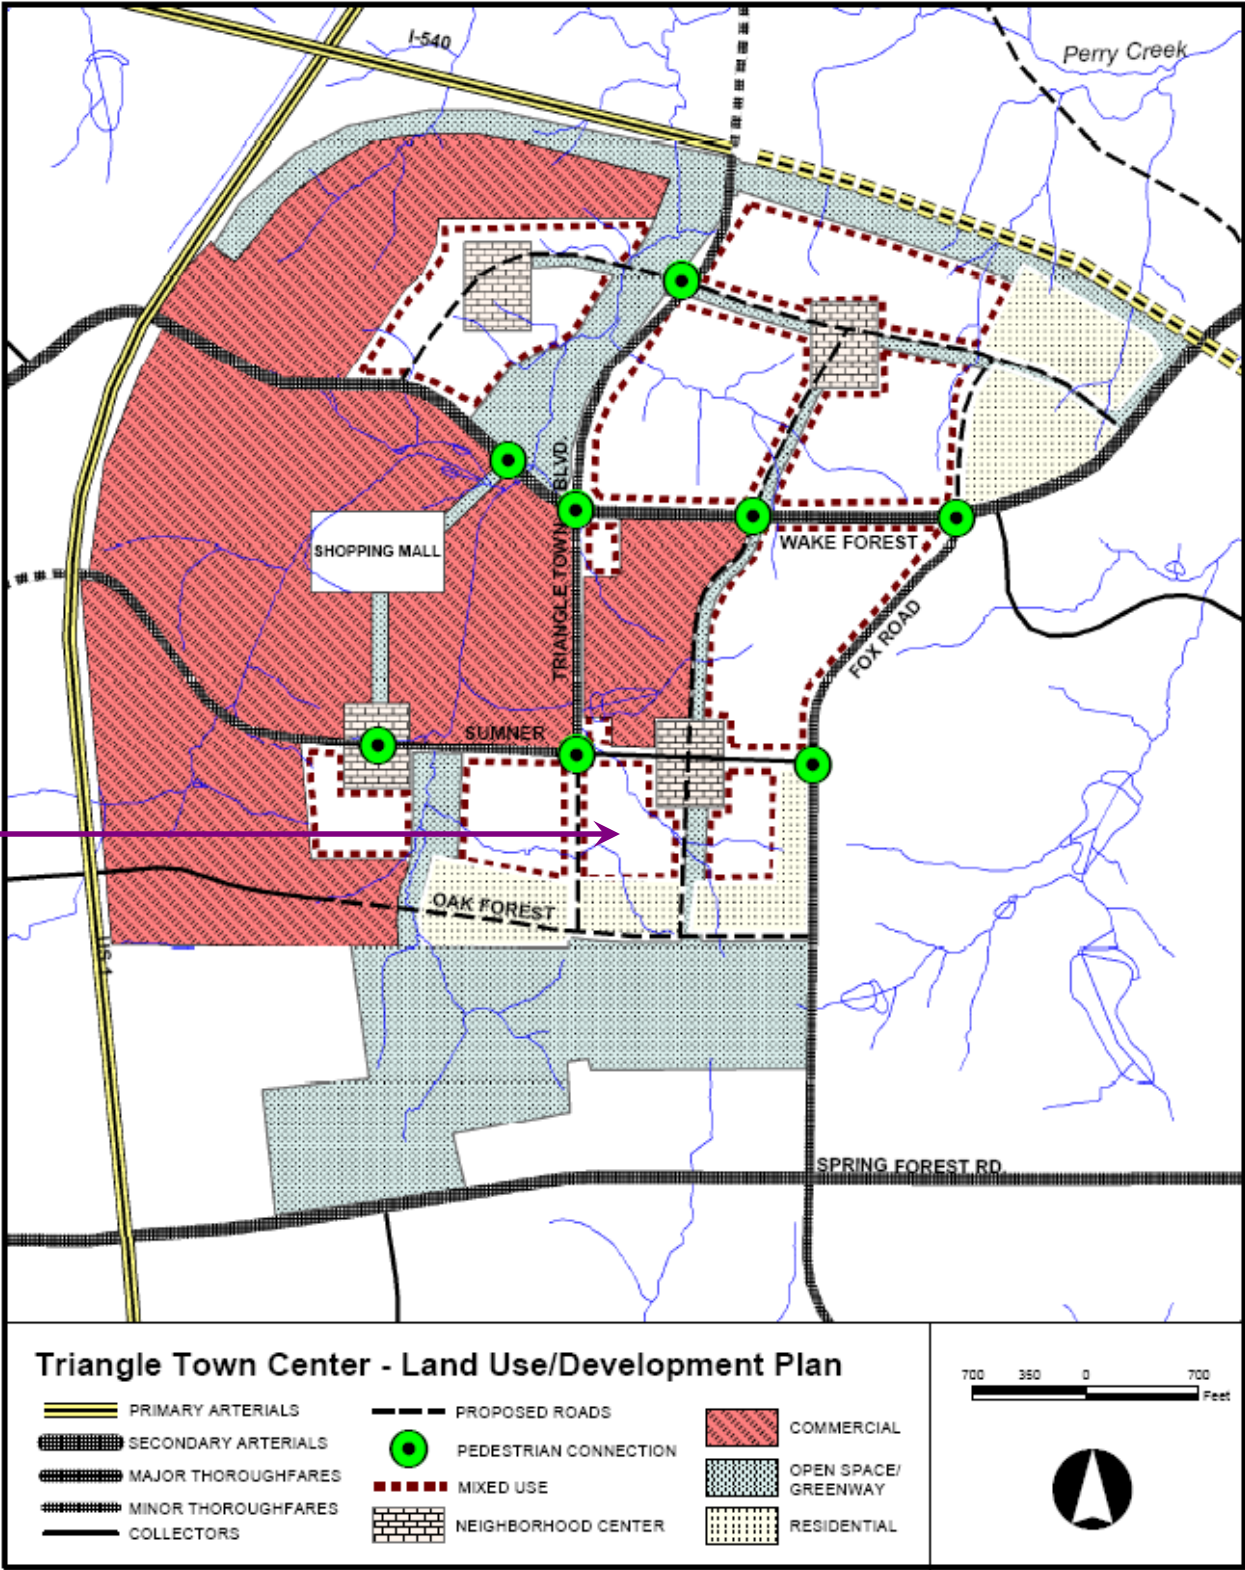 I-540
Perry Creek
BLVD
SHOPPING MALL
TRIANGLE TOWN
WAKE FOREST
FOX ROAD
SUMNER
OAK FOREST
US 1
SPRING FOREST RD
Triangle Town Center - Land Use/Development Plan
PRIMARY ARTERIALS
SECONDARY ARTERIALS
MAJOR THOROUGHFARES
MINOR THOROUGHFARES
COLLECTORS
PROPOSED ROADS
PEDESTRIAN CONNECTION
MIXED USE
NEIGHBORHOOD CENTER
COMMERCIAL
OPEN SPACE/
GREENWAY
RESIDENTIAL
700 350 0 700
Feet